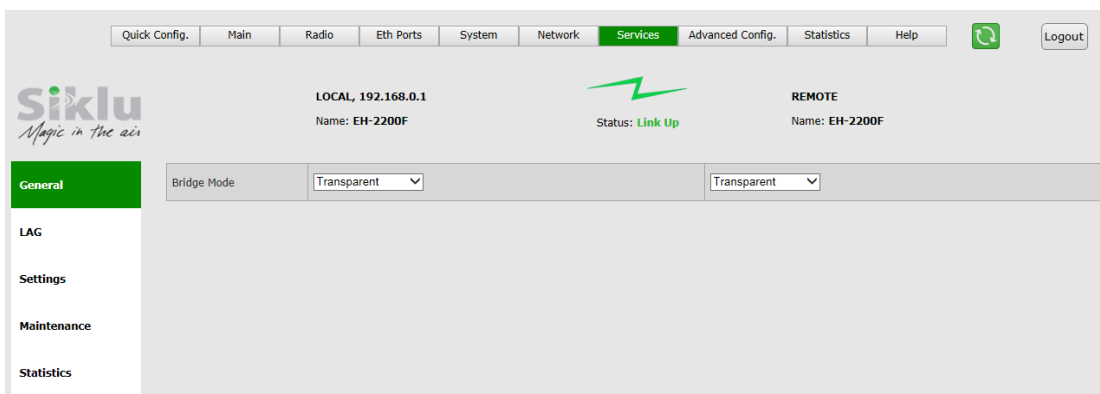 Quick Config. Main Radio Eth Ports System Network Services Advanced Config. Statistics Help Logout
Siklu
Magic in the air
LOCAL, 192.168.0.1
Name: EH-2200F
Status: Link Up
REMOTE
Name: EH-2200F
General
Bridge Mode Transparent Transparent
LAG
Settings
Maintenance
Statistics